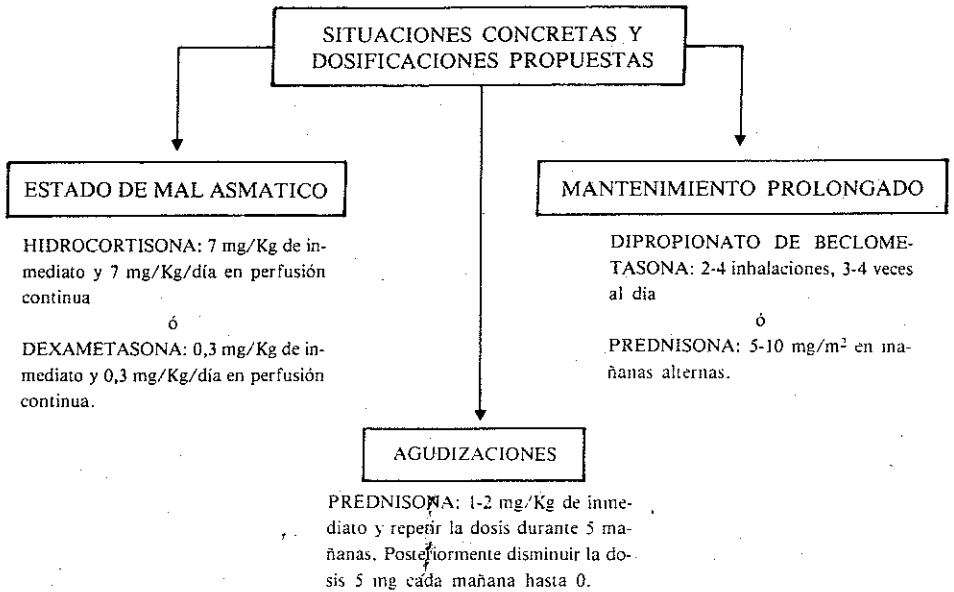 SITUACIONES CONCRETAS Y
DOSIFICACIONES PROPUESTAS
ESTADO DE MAL ASMATICO
HIDROCORTISONA: 7 mg/Kg de in-
mediato y 7 mg/Kg/día en perfusión
continua
ó
DEXAMETASONA: 0,3 mg/Kg de in-
mediato y 0,3 mg/Kg/día en perfusión
continua.
MANTENIMIENTO PROLONGADO
DIPROPIONATO DE BECLOME-
TASONA: 2-4 inhalaciones, 3-4 veces
al día
ó
PREDNISONA: 5-10 mg/m² en ma-
ñanas alternas.
AGUDIZACIONES
PREDNISONA: 1-2 mg/Kg de inme-
diato y repetir la dosis durante 5 ma-
ñanas. Posteriormente disminuir la do-
sis 5 mg cada mañana hasta 0.